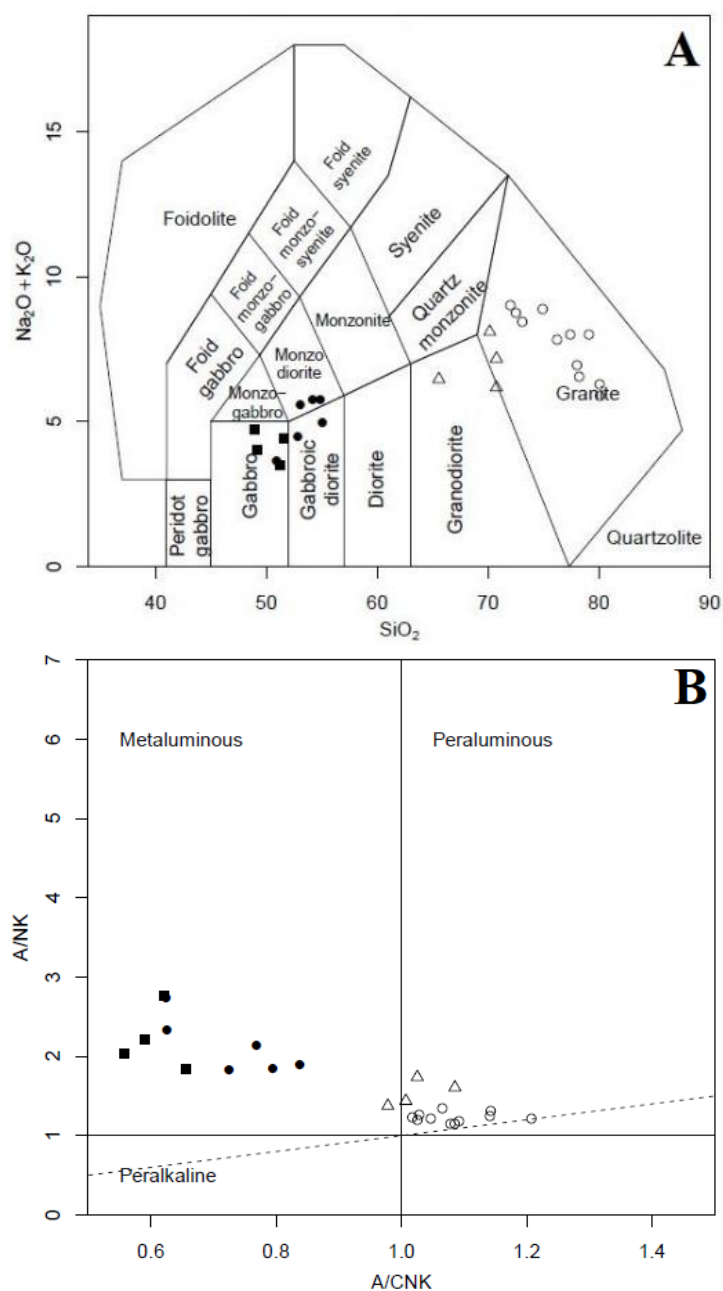 A
Foid
syenite
Foidolite
Foid
monzo-
syenite
Syenite
Foid
monzo-
gabbro
Quartz
monzonite
Monzonite
Foid
gabbro
Monzo
diorite
Monzo-
gabbro
Granite
Peridot
gabbro
Gabbro
Gabbroic
diorite
Diorite
Granodiorite
Quartzolite
Na₂O + K₂O
0
5
10
15
40
50
60
70
80
90
SiO₂
B
Metaluminous
Peraluminous
Peralkaline
A/NK
7
6
5
4
3
2
1
0
0.6
0.8
1.0
1.2
1.4
A/CNK